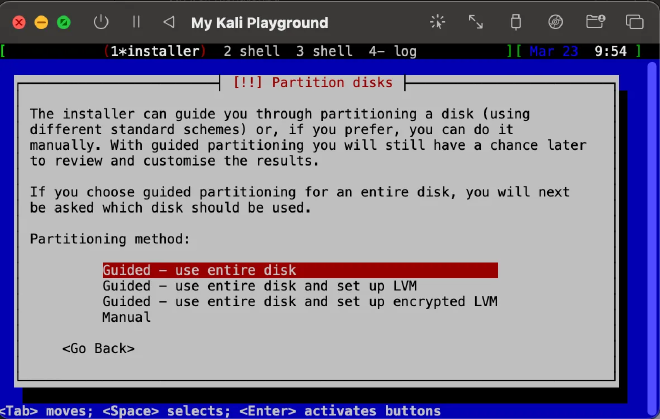 My Kali Playground
[ (1*installer) 2 shell 3 shell 4- log ][ Mar 23 9:54 ]
[!!] Partition disks
The installer can guide you through partitioning a disk (using
different standard schemes) or, if you prefer, you can do it
manually. With guided partitioning you will still have a chance later
to review and customise the results.
If you choose guided partitioning for an entire disk, you will next
be asked which disk should be used.
Partitioning method:
Guided – use entire disk
Guided – use entire disk and set up LVM
Guided – use entire disk and set up encrypted LVM
Manual
<Go Back>
<Tab> moves; <Space> selects; <Enter> activates buttons